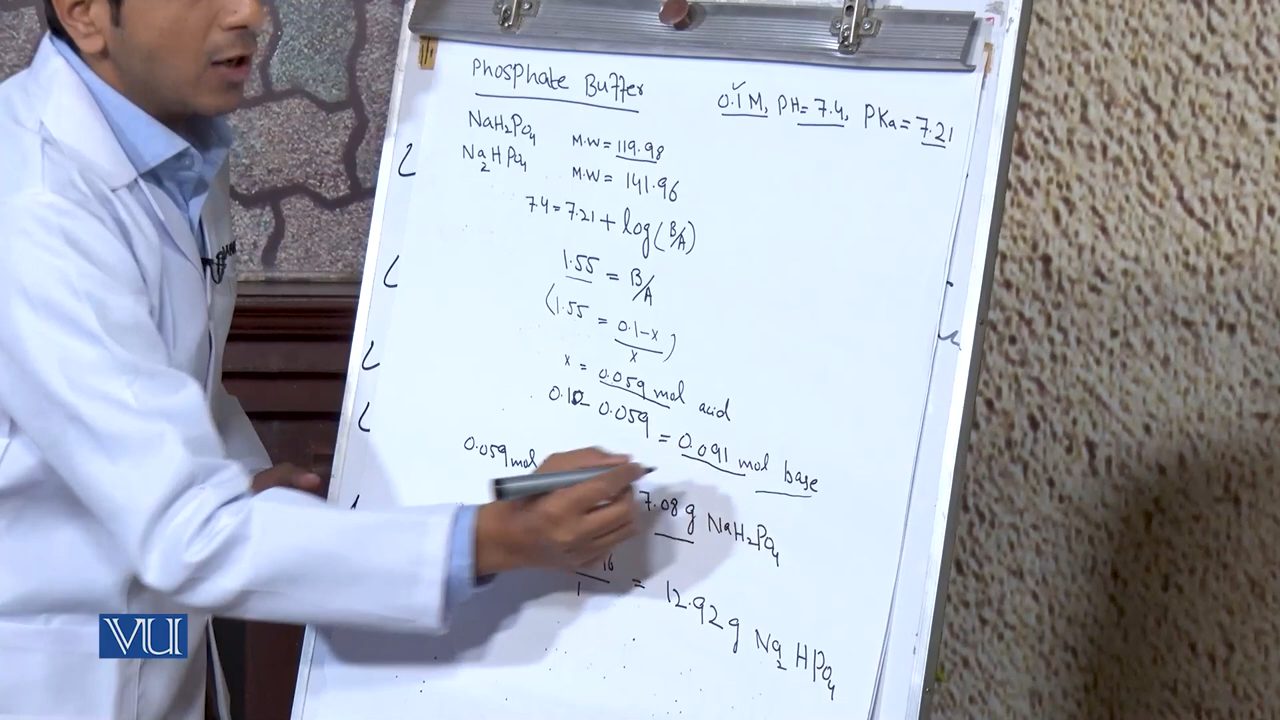 Phosphate Buffer
0.1 M, PH= 7.4, PKa = 7.21
NaH2PO4 M.W = 119.98
Na2HPO4 M.W = 141.96
7.4 = 7.21 + log (B/A)
1.55 = B/A
(1.55 = 0.1-x / x)
x = 0.059 mol acid
0.059 = 0.091 mol base
0.059 mol
7.08 g NaH2PO4
16 / 1 = 12.92 g Na2HPO4
VU